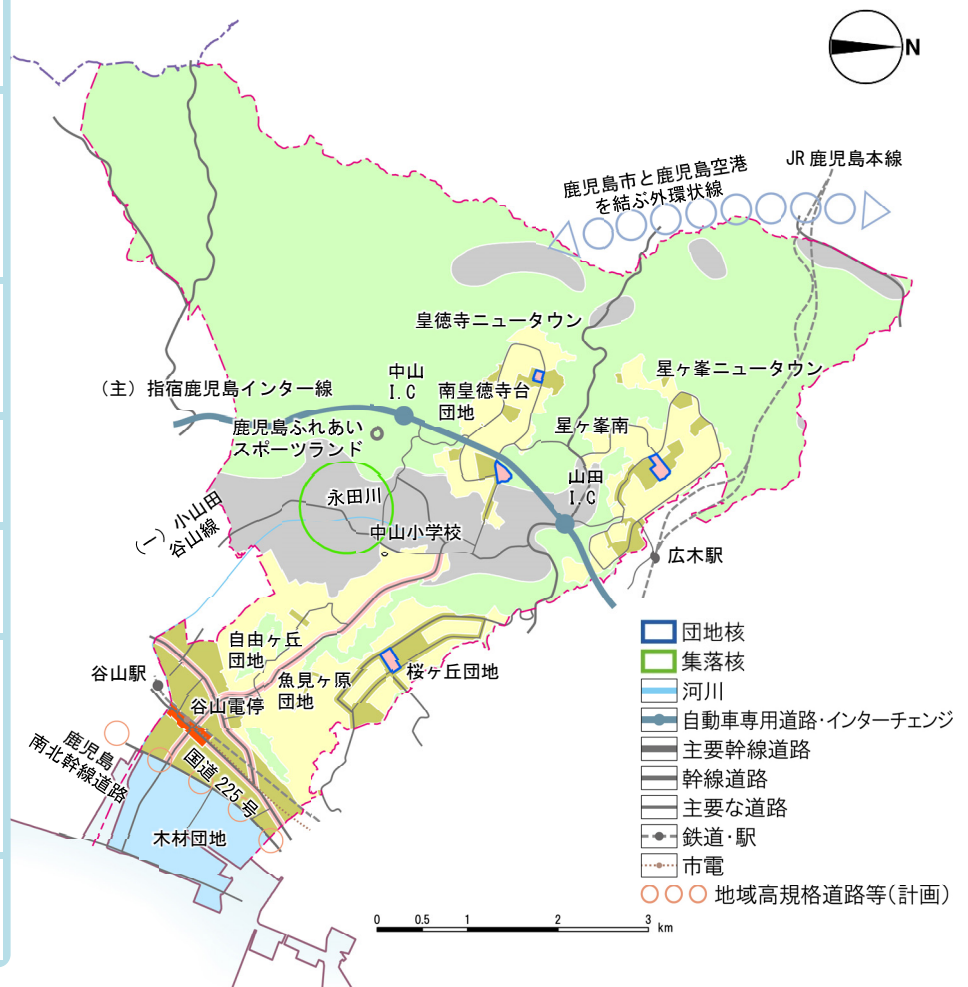 N
JR 鹿児島本線
鹿児島市と鹿児島空港
を結ぶ外環状線
皇徳寺ニュータウン
星ヶ峯ニュータウン
中山
I.C
(主) 指宿鹿児島インター線
南皇徳寺台
団地
鹿児島ふれあい
スポーツランド
星ヶ峯南
山田
I.C
永田川
(一) 小山田
谷山線
中山小学校
広木駅
自由ヶ丘
団地
谷山駅
魚見ヶ原
団地
桜ヶ丘団地
谷山電停
鹿児島
南北幹線道路
国道 225 号
木材団地
団地核
集落核
河川
自動車専用道路・インターチェンジ
主要幹線道路
幹線道路
主要な道路
鉄道・駅
市電
地域高規格道路等(計画)
0 0.5 1 2 3
km